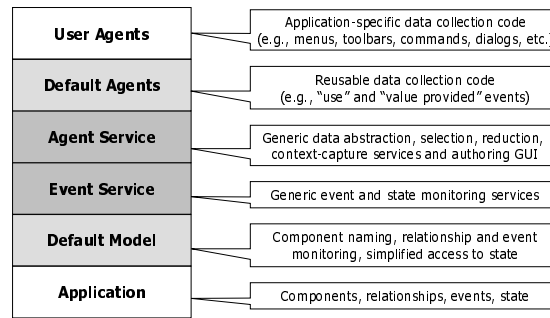 User Agents
Application-specific data collection code
(e.g., menus, toolbars, commands, dialogs, etc.)
Default Agents
Reusable data collection code
(e.g., “use” and “value provided” events)
Agent Service
Generic data abstraction, selection, reduction,
context-capture services and authoring GUI
Event Service
Generic event and state monitoring services
Default Model
Component naming, relationship and event
monitoring, simplified access to state
Application
Components, relationships, events, state